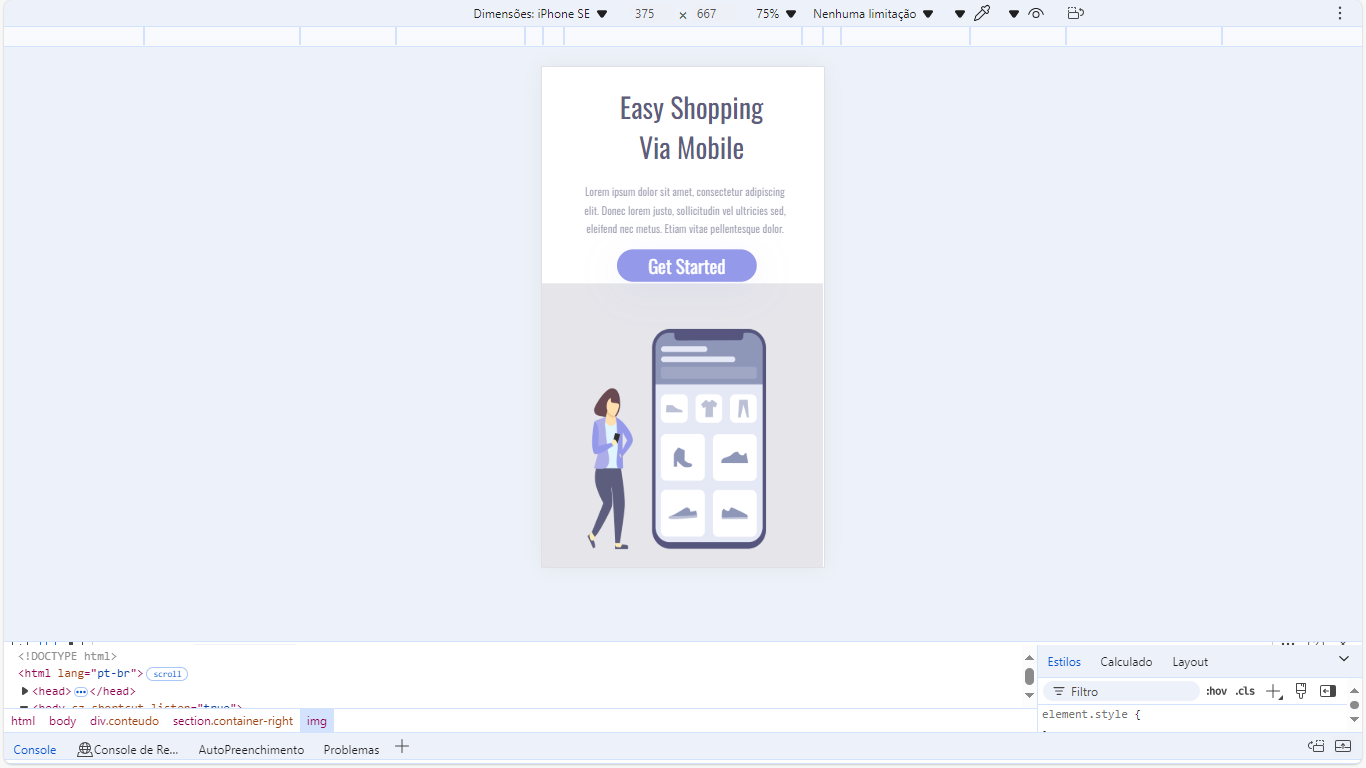 Dimensões: iPhone SE 375 × 667 75% Nenhuma limitação
Easy Shopping
Via Mobile
Lorem ipsum dolor sit amet, consectetur adipiscing
elit. Donec lorem justo, sollicitudin vel ultricies sed,
eleifend nec metus. Etiam vitae pellentesque dolor.
Get Started
<!DOCTYPE html>
<html lang="pt-br"> scroll
<head> ••• </head>
html body div.conteudo section.container-right img
Estilos Calculado Layout
Filtro :hov .cls
element.style {
Console Console de Re... AutoPreenchimento Problemas